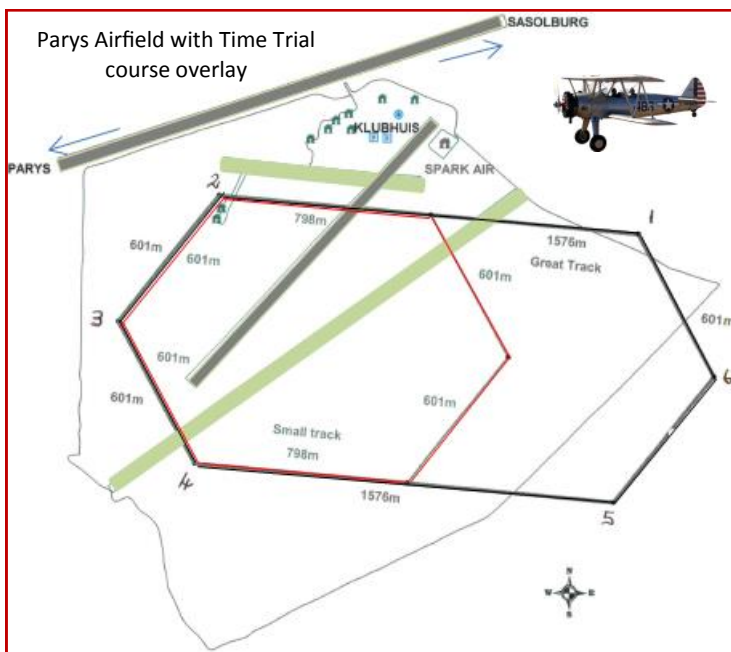 SASOLBURG
Parys Airfield with Time Trial
course overlay
KLUBHUIS
SPARK AIR
PARYS
2
798m
1
601m
1576m
601m
Great Track
601m
601m
3
601m
6
601m
601m
Small track
798m
4
1576m
5
N
W E
S